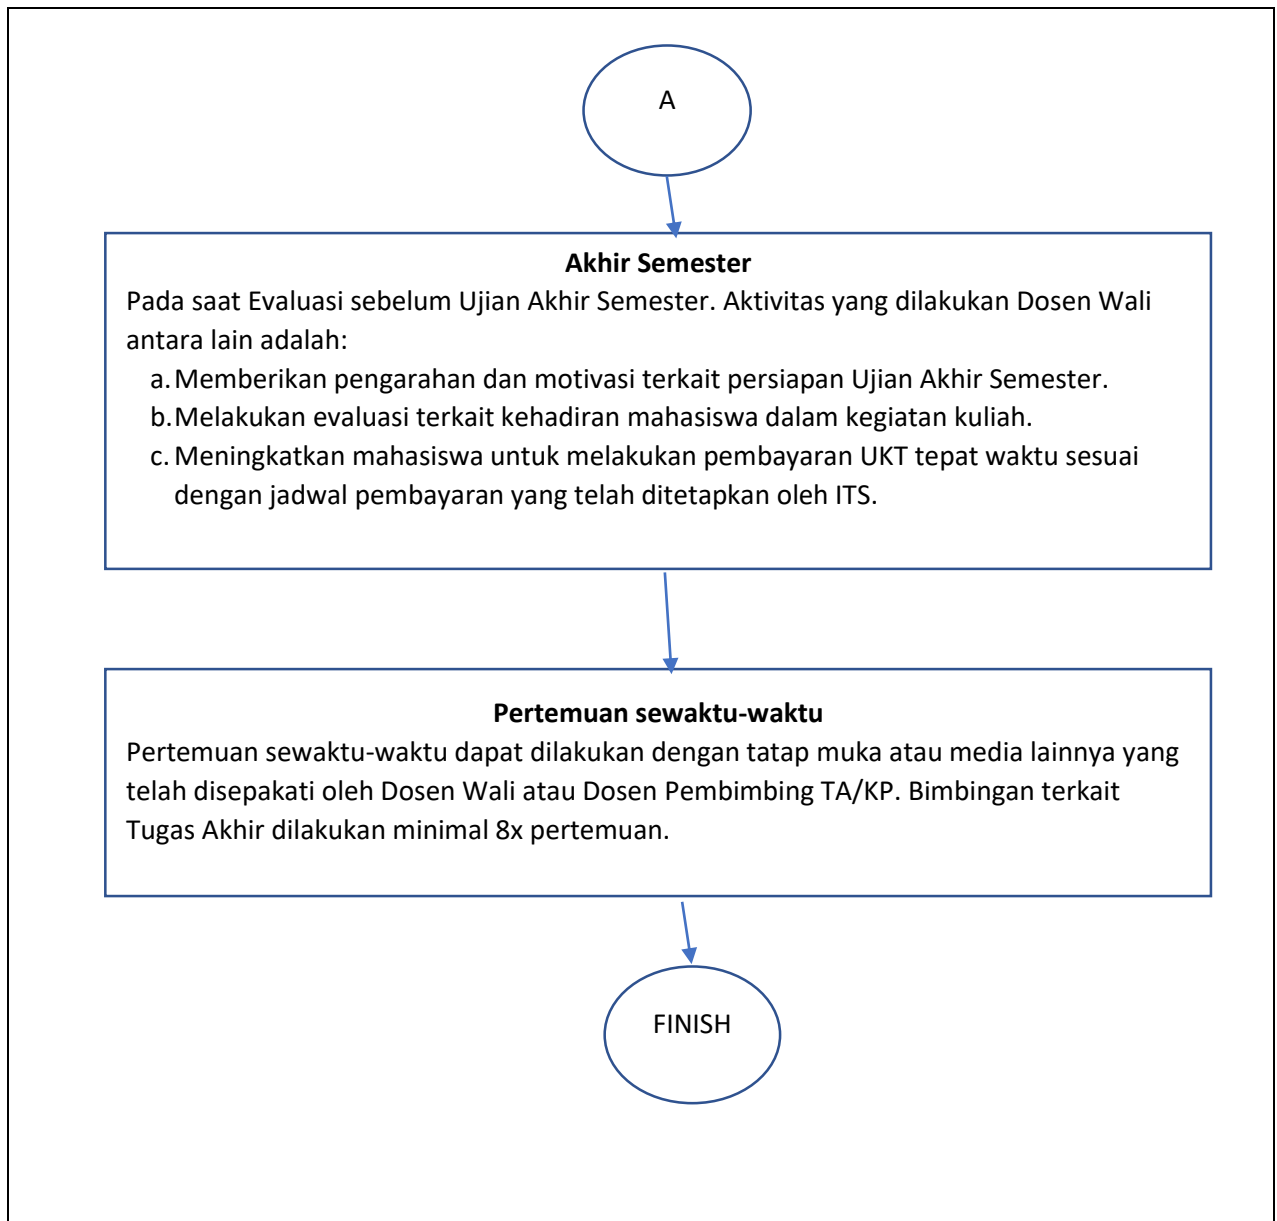 A
Akhir Semester
Pada saat Evaluasi sebelum Ujian Akhir Semester. Aktivitas yang dilakukan Dosen Wali
antara lain adalah:
a. Memberikan pengarahan dan motivasi terkait persiapan Ujian Akhir Semester.
b. Melakukan evaluasi terkait kehadiran mahasiswa dalam kegiatan kuliah.
c. Meningkatkan mahasiswa untuk melakukan pembayaran UKT tepat waktu sesuai
dengan jadwal pembayaran yang telah ditetapkan oleh ITS.
Pertemuan sewaktu-waktu
Pertemuan sewaktu-waktu dapat dilakukan dengan tatap muka atau media lainnya yang
telah disepakati oleh Dosen Wali atau Dosen Pembimbing TA/KP. Bimbingan terkait
Tugas Akhir dilakukan minimal 8x pertemuan.
FINISH